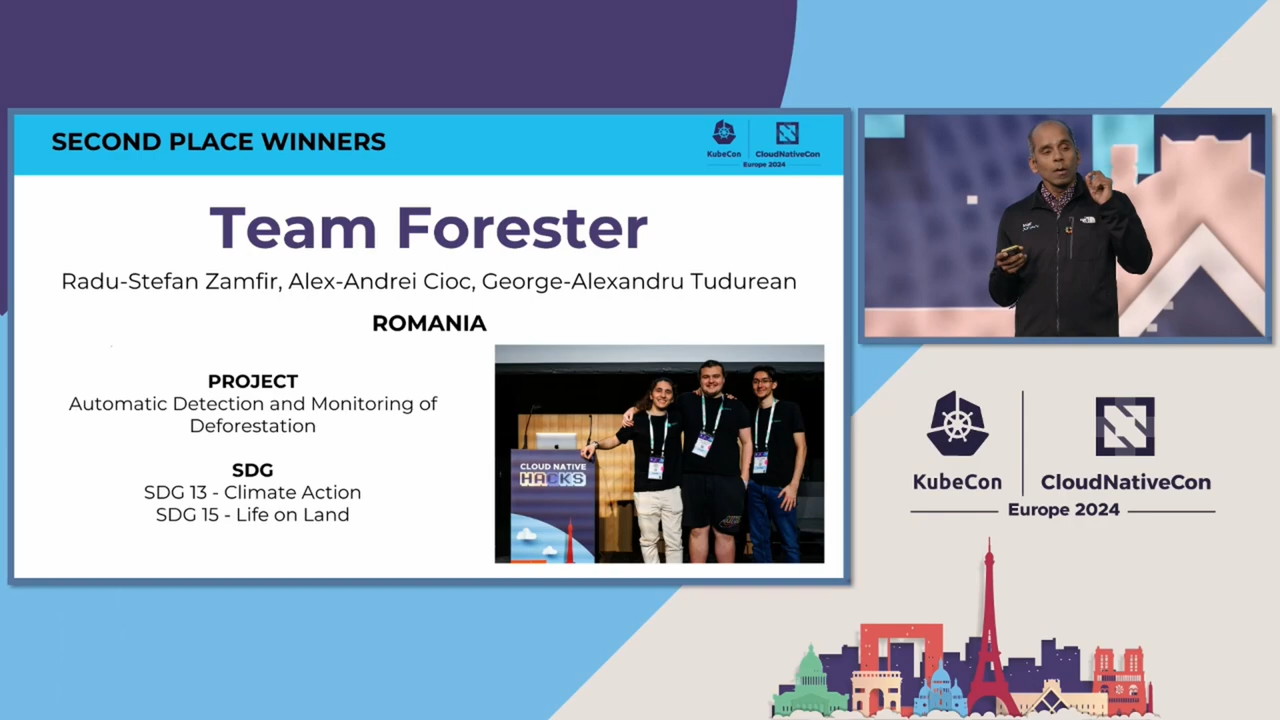 SECOND PLACE WINNERS
KubeCon
CloudNativeCon
Europe 2024
Team Forester
Radu-Stefan Zamfir, Alex-Andrei Cioc, George-Alexandru Tudurean
ROMANIA
PROJECT
Automatic Detection and Monitoring of
Deforestation
SDG
SDG 13 - Climate Action
SDG 15 - Life on Land
CLOUD NATIVE
HACKS
KubeCon
CloudNativeCon
Europe 2024